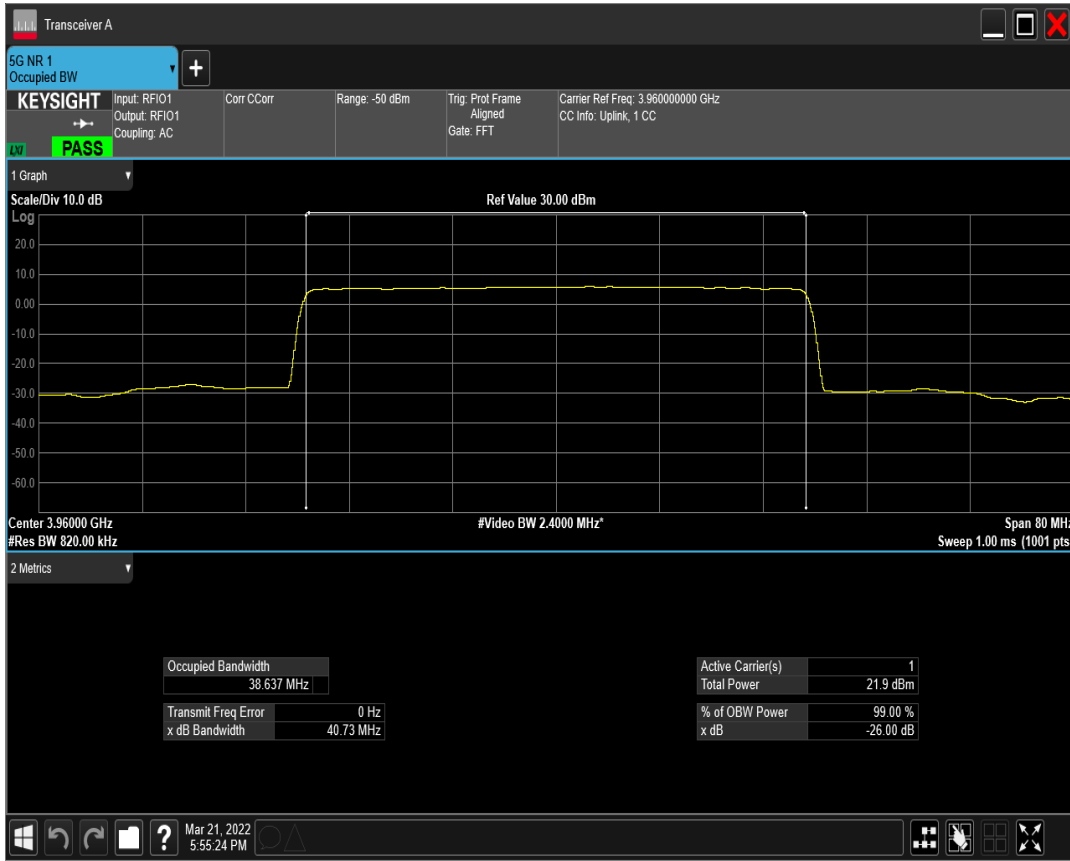 Transceiver A
5G NR 1
Occupied BW
KEYSIGHT
LXI
PASS
Input: RFIO1
Output: RFIO1
Coupling: AC
Corr CCorr
Range: -50 dBm
Trig: Prot Frame
Aligned
Gate: FFT
Carrier Ref Freq: 3.960000000 GHz
CC Info: Uplink, 1 CC
1 Graph
Scale/Div 10.0 dB
Ref Value 30.00 dBm
Log
20.0
10.0
0.00
-10.0
-20.0
-30.0
-40.0
-50.0
-60.0
Center 3.96000 GHz
#Video BW 2.4000 MHz*
Span 80 MHz
#Res BW 820.00 kHz
Sweep 1.00 ms (1001 pts
2 Metrics
Occupied Bandwidth
38.637 MHz
Transmit Freq Error 0 Hz
x dB Bandwidth 40.73 MHz
Active Carrier(s) 1
Total Power 21.9 dBm
% of OBW Power 99.00 %
x dB -26.00 dB
?
Mar 21, 2022
5:55:24 PM